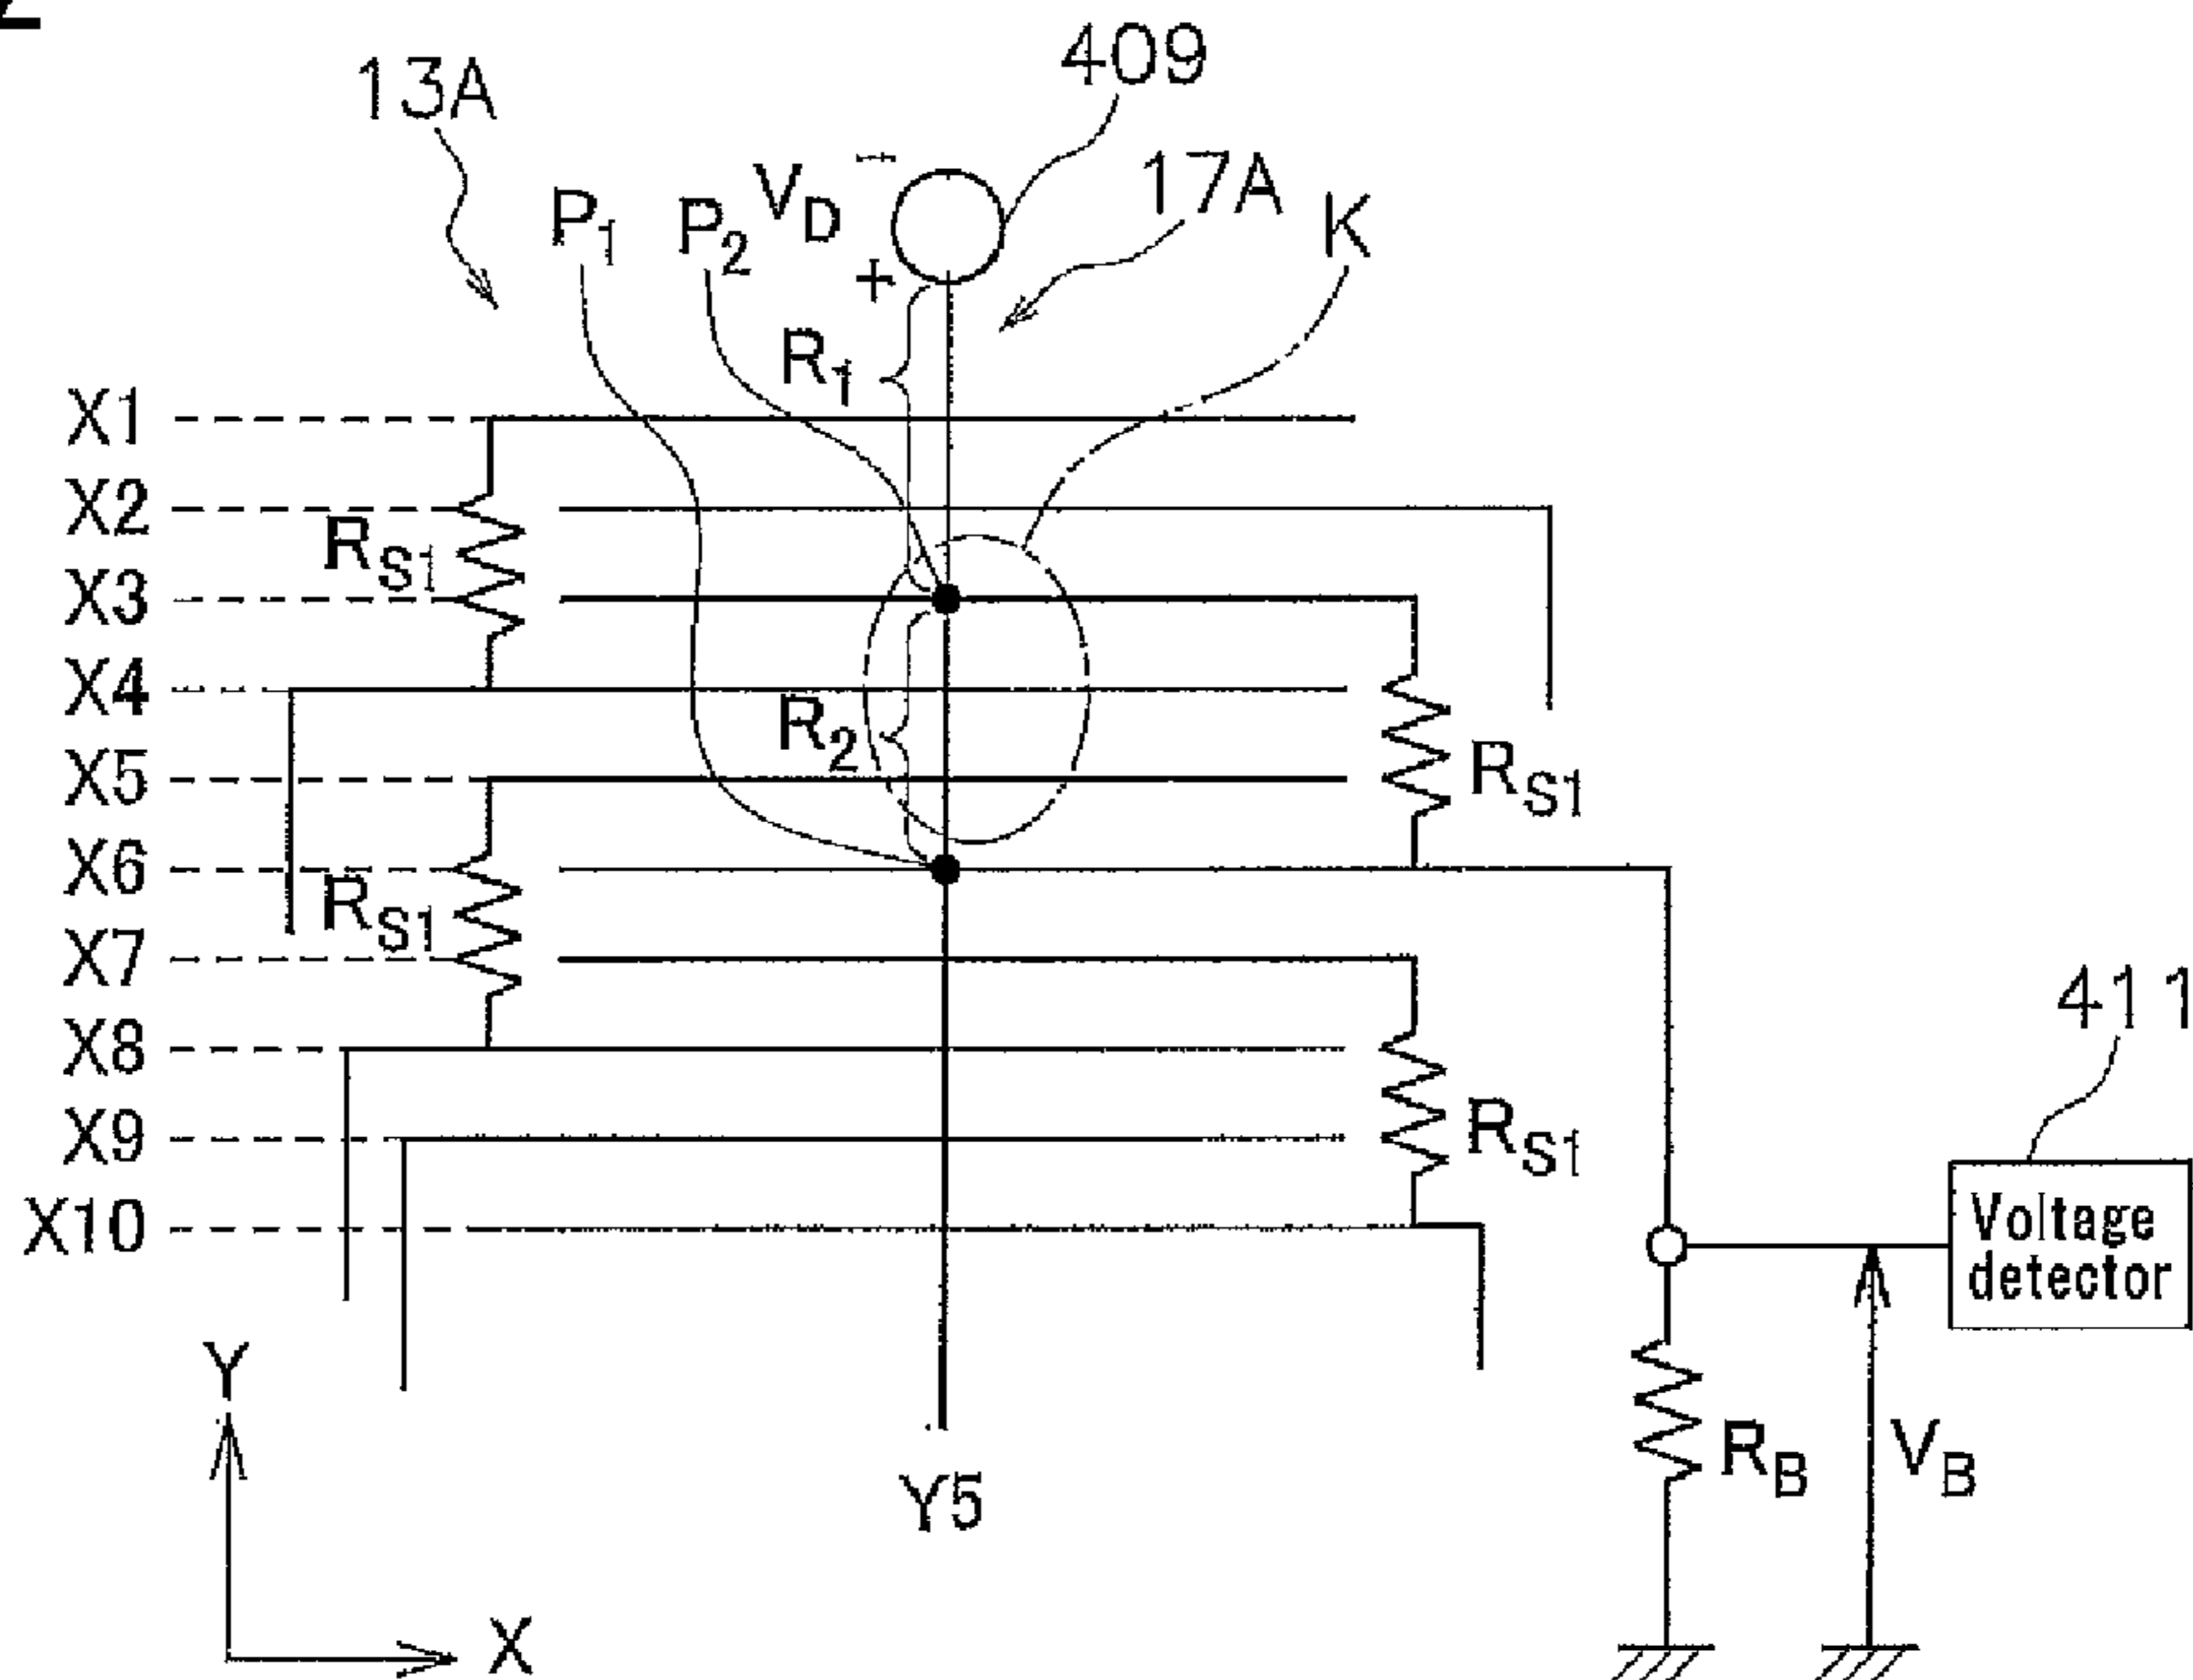 409
13A
17A
P1
P2
VD
−
K
+
R1
X1
X2
RS1
X3
X4
R2
X5
RS1
X6
RS1
X7
411
X8
X9
RS1
X10
Voltage
detector
Y
RB
VB
Y5
X